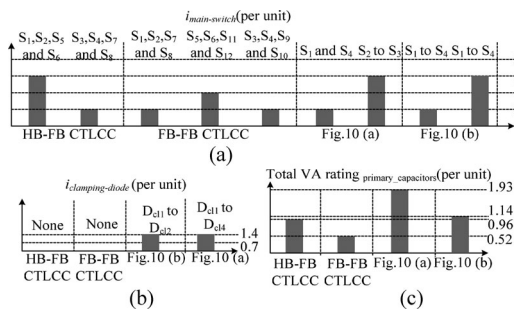 i_main-switch(per unit)
S1,S2,S5 and S6
S3,S4,S7 and S8
S1,S2,S7 and S8
S5,S6,S11 and S12
S3,S4,S9 and S10
S1 and S4
S2 to S3
S1 to S4
S1 to S4
HB-FB CTLCC
FB-FB CTLCC
Fig.10 (a)
Fig.10 (b)
(a)
i_clamping-diode(per unit)
None
None
Dcl1 to Dcl2
Dcl1 to Dcl4
1.4
0.7
HB-FB CTLCC
FB-FB CTLCC
Fig.10 (b)
Fig.10 (a)
(b)
Total VA rating primary_capacitors(per unit)
1.93
1.14
0.96
0.52
HB-FB CTLCC
FB-FB CTLCC
Fig.10 (a)
Fig.10 (b)
(c)